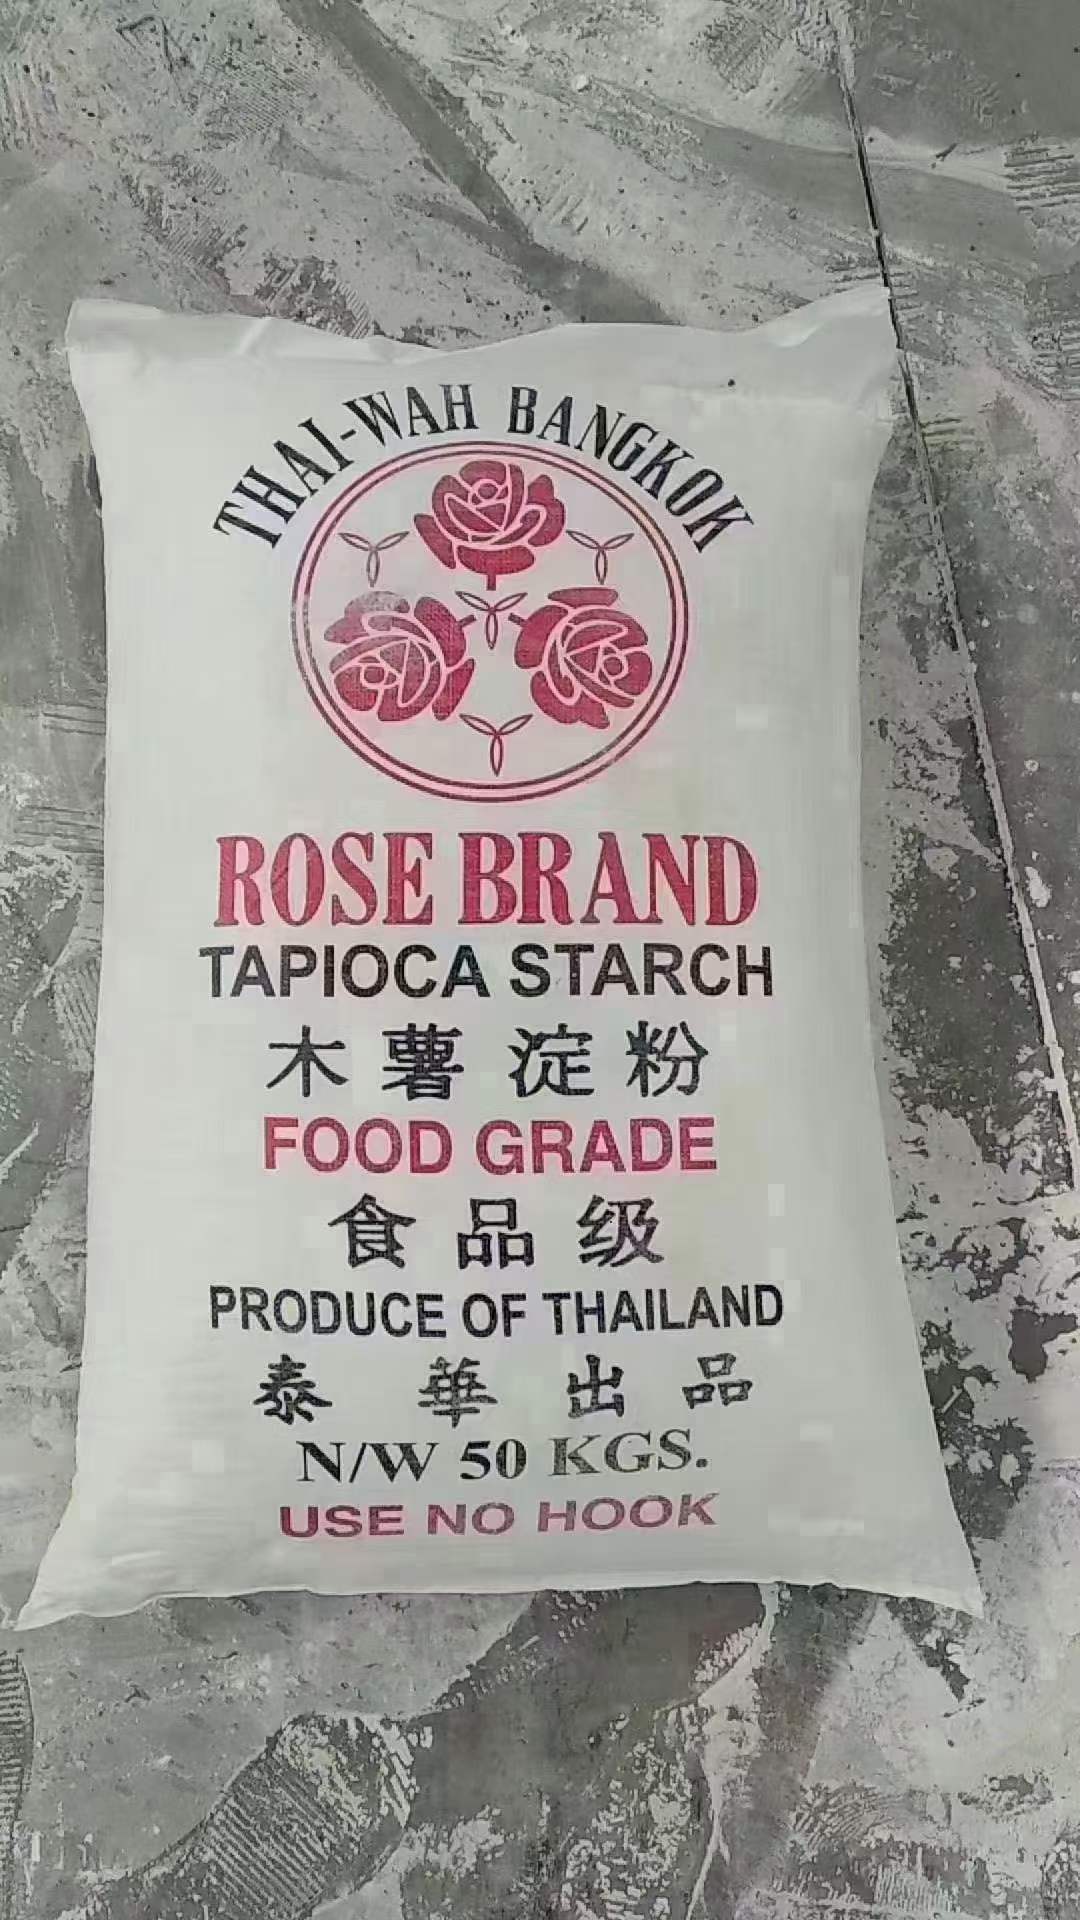 THAI-WAH BANGKOK
ROSE BRAND
TAPIOCA STARCH
木薯淀粉
FOOD GRADE
食品级
PRODUCE OF THAILAND
泰華出品
N/W 50 KGS.
USE NO HOOK